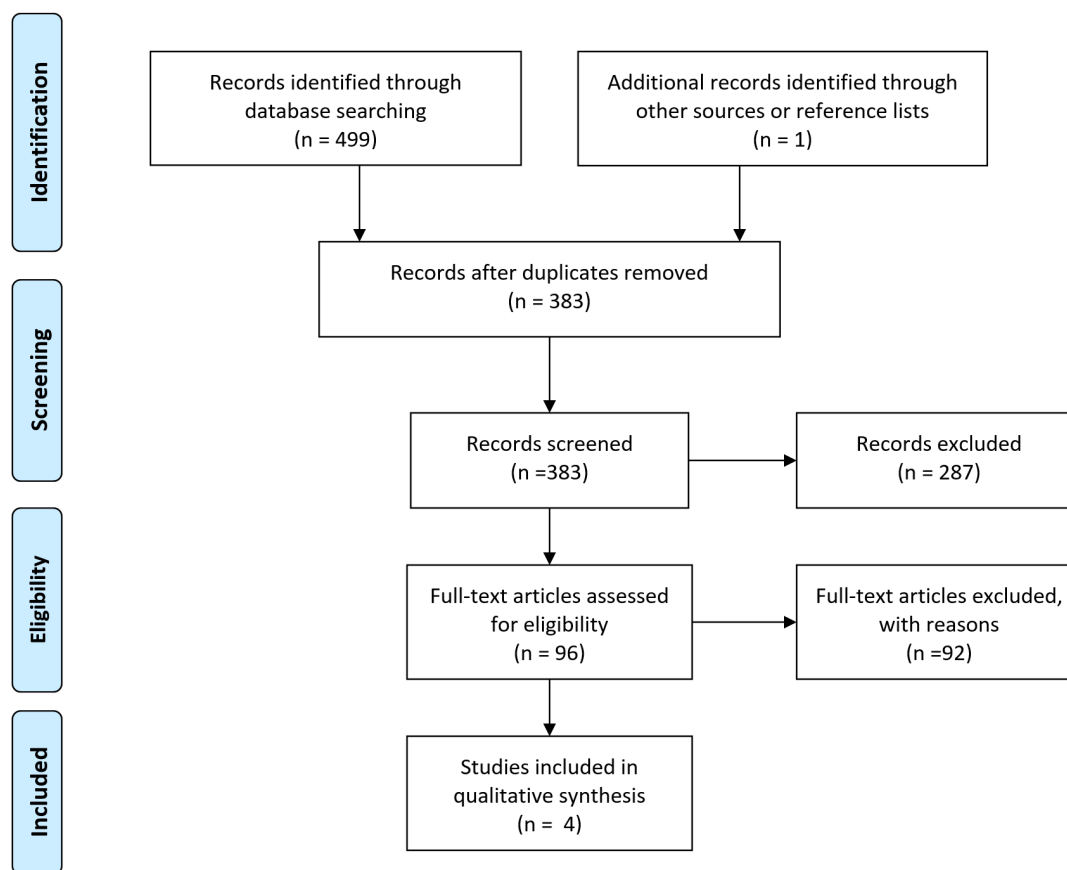 Identification
Records identified through
database searching
(n = 499)
Additional records identified through
other sources or reference lists
(n = 1)
Records after duplicates removed
(n = 383)
Screening
Records screened
(n =383)
Records excluded
(n = 287)
Eligibility
Full-text articles assessed
for eligibility
(n = 96)
Full-text articles excluded,
with reasons
(n =92)
Included
Studies included in
qualitative synthesis
(n =  4)